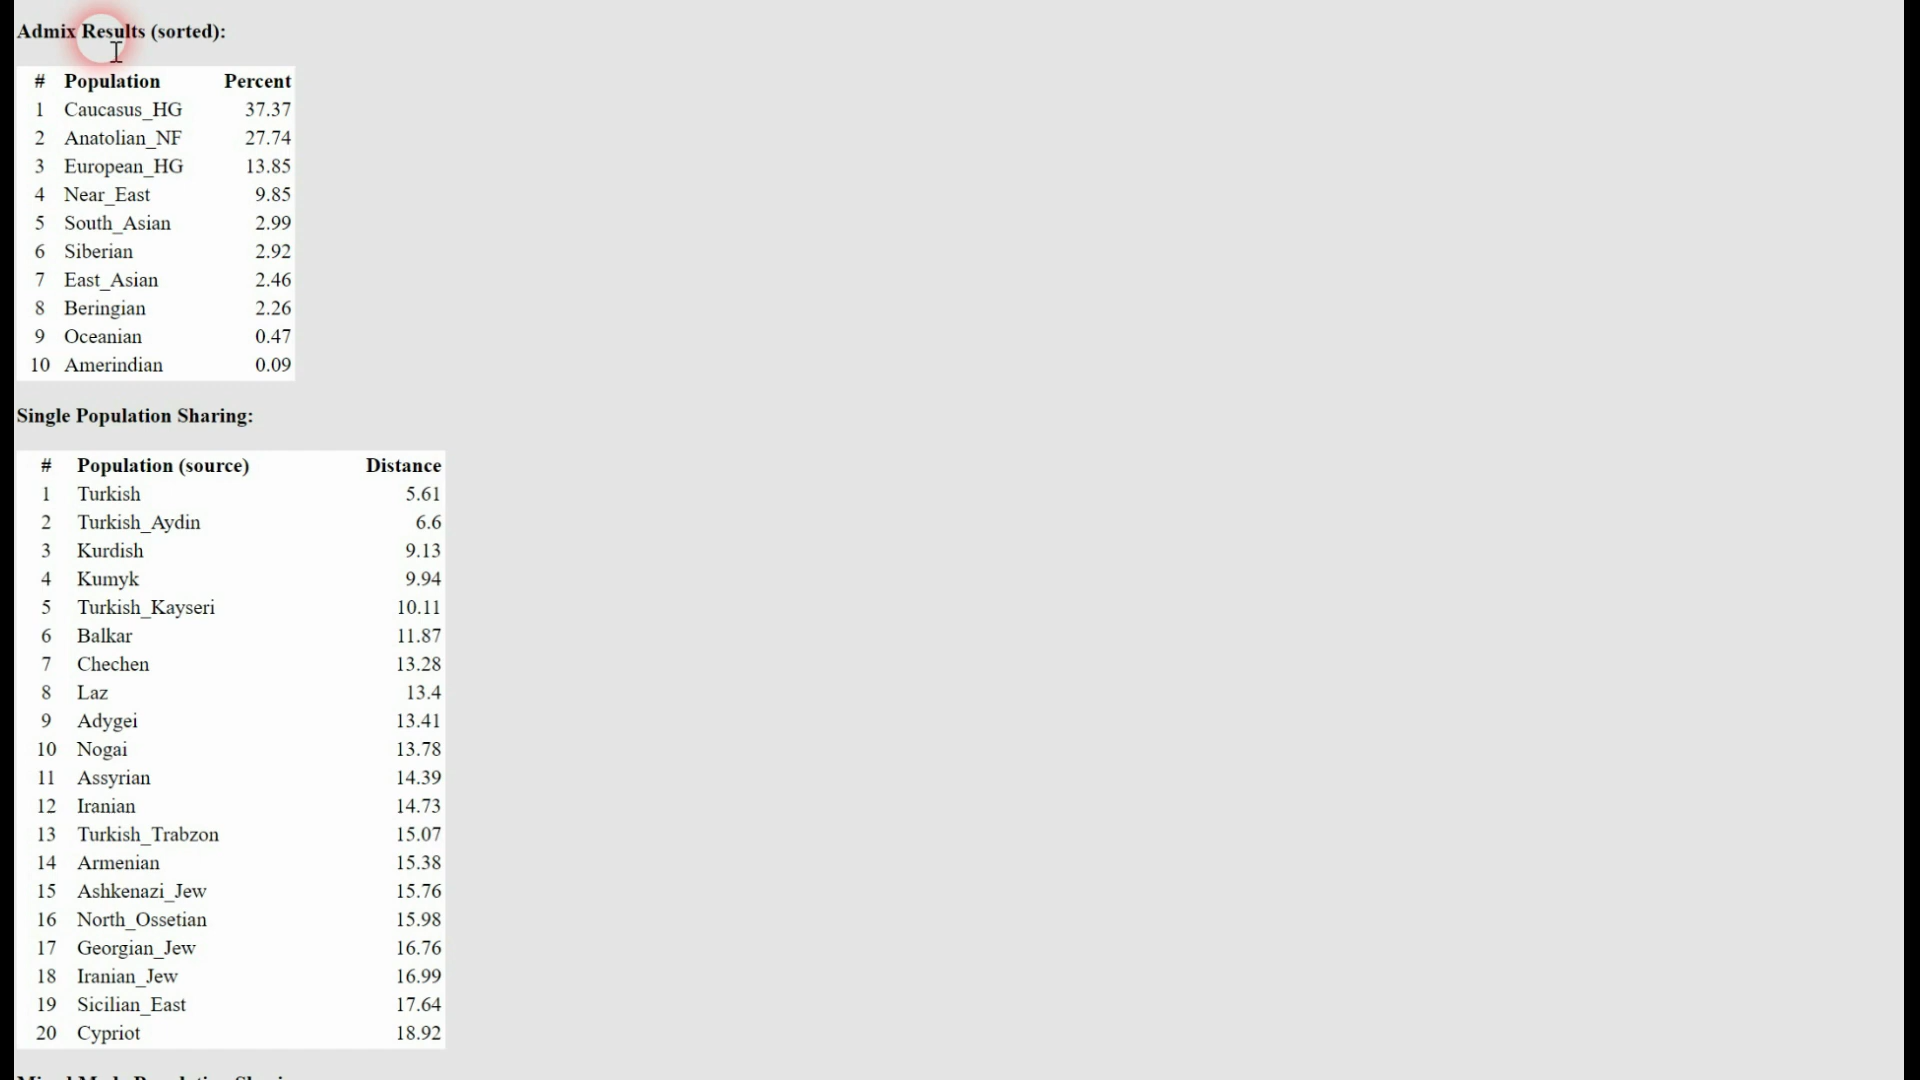 Admix Results (sorted):
# Population Percent
1 Caucasus_HG 37.37
2 Anatolian_NF 27.74
3 European_HG 13.85
4 Near_East 9.85
5 South_Asian 2.99
6 Siberian 2.92
7 East_Asian 2.46
8 Beringian 2.26
9 Oceanian 0.47
10 Amerindian 0.09
Single Population Sharing:
# Population (source) Distance
1 Turkish 5.61
2 Turkish_Aydin 6.6
3 Kurdish 9.13
4 Kumyk 9.94
5 Turkish_Kayseri 10.11
6 Balkar 11.87
7 Chechen 13.28
8 Laz 13.4
9 Adygei 13.41
10 Nogai 13.78
11 Assyrian 14.39
12 Iranian 14.73
13 Turkish_Trabzon 15.07
14 Armenian 15.38
15 Ashkenazi_Jew 15.76
16 North_Ossetian 15.98
17 Georgian_Jew 16.76
18 Iranian_Jew 16.99
19 Sicilian_East 17.64
20 Cypriot 18.92